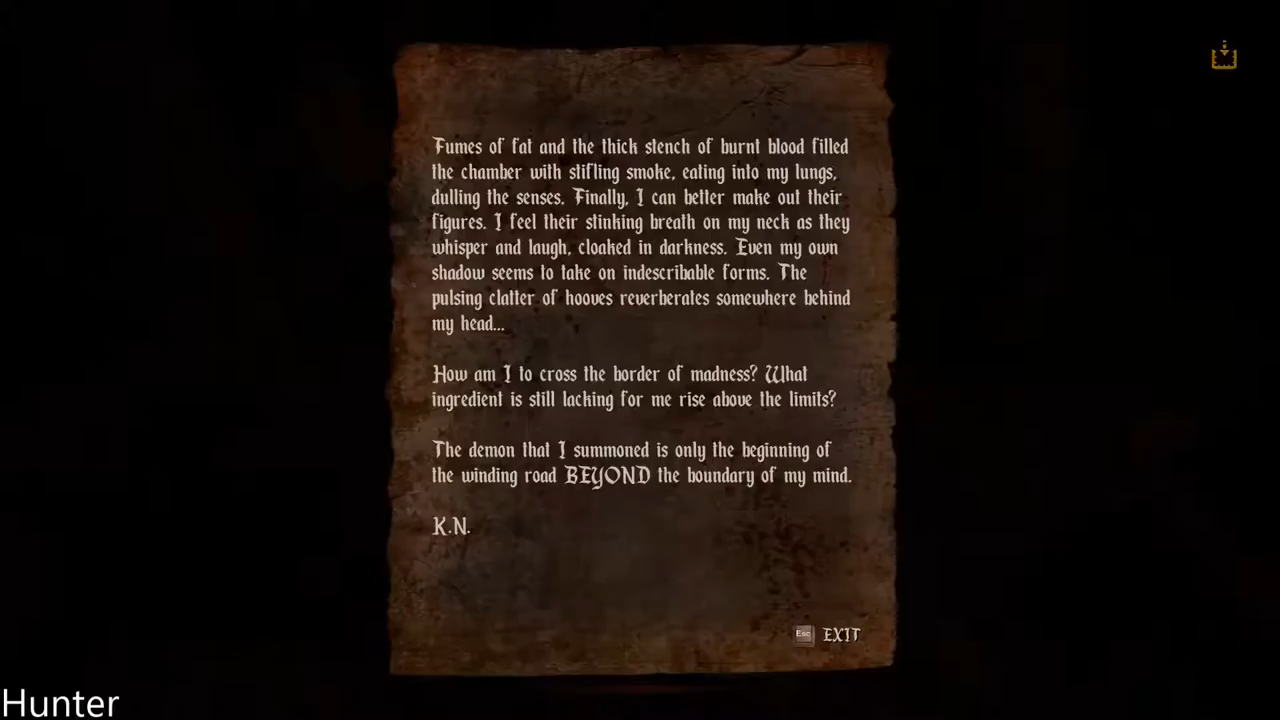 Fumes of fat and the thick stench of burnt blood filled
the chamber with stifling smoke, eating into my lungs,
dulling the senses. Finally, I can better make out their
figures. I feel their stinking breath on my neck as they
whisper and laugh, cloaked in darkness. Even my own
shadow seems to take on indescribable forms. The
pulsing clatter of hooves reverberates somewhere behind
my head...
How am I to cross the border of madness? What
ingredient is still lacking for me rise above the limits?
The demon that I summoned is only the beginning of
the winding road BEYOND the boundary of my mind.
K.N.
Esc EXIT
Hunter